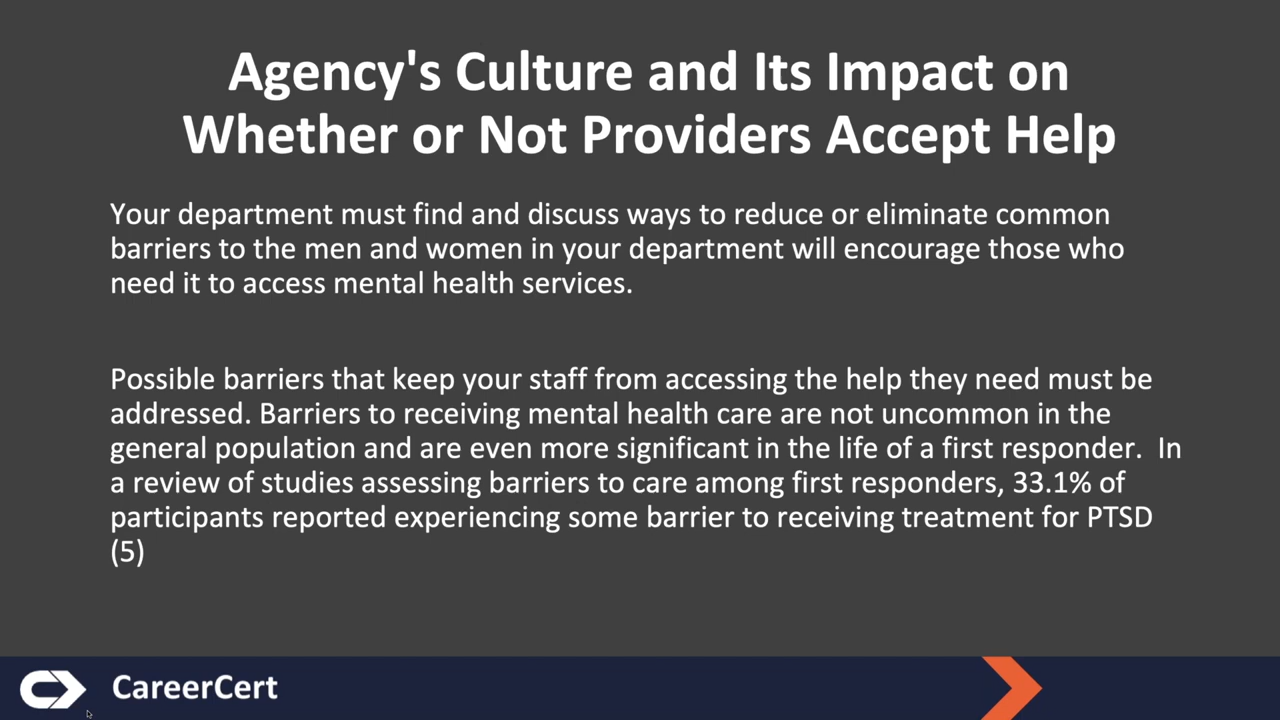 Agency's Culture and Its Impact on
Whether or Not Providers Accept Help
Your department must find and discuss ways to reduce or eliminate common
barriers to the men and women in your department will encourage those who
need it to access mental health services.
Possible barriers that keep your staff from accessing the help they need must be
addressed. Barriers to receiving mental health care are not uncommon in the
general population and are even more significant in the life of a first responder.  In
a review of studies assessing barriers to care among first responders, 33.1% of
participants reported experiencing some barrier to receiving treatment for PTSD
(5)
CareerCert